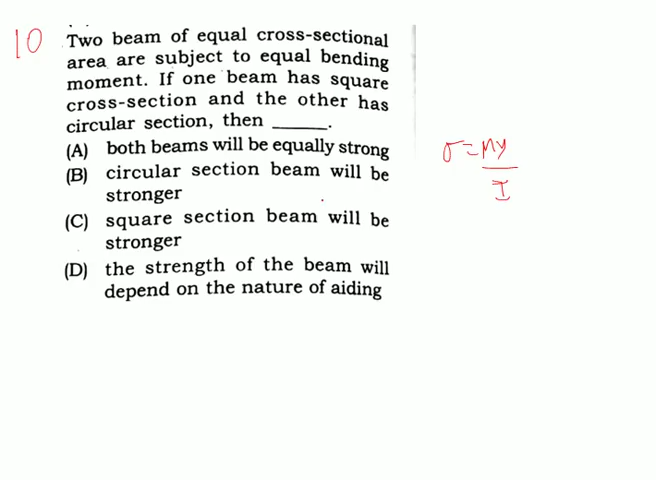 10 Two beam of equal cross-sectional
area are subject to equal bending
moment. If one beam has square
cross-section and the other has
circular section, then ______.
(A) both beams will be equally strong
(B) circular section beam will be
stronger
(C) square section beam will be
stronger
(D) the strength of the beam will
depend on the nature of aiding
σ = My
I